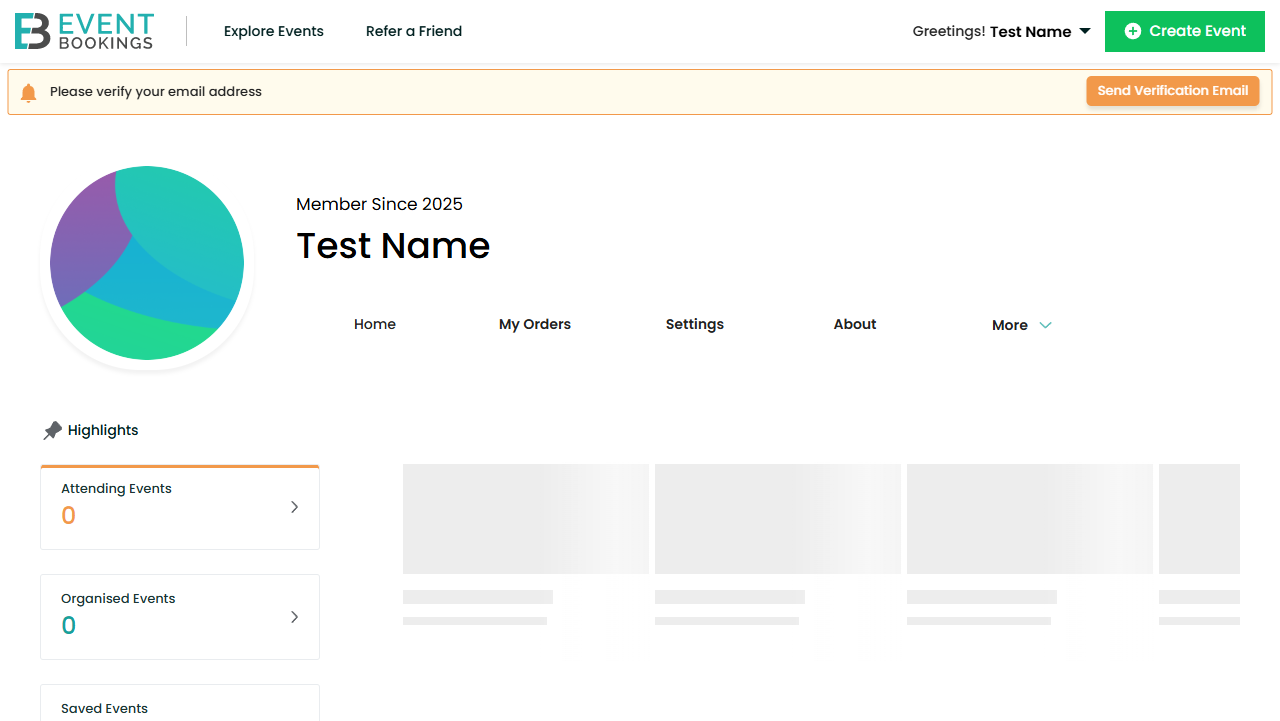 EVENT
BOOKINGS
Explore Events
Refer a Friend
Greetings! Test Name
Create Event
Please verify your email address
Send Verification Email
Member Since 2025
Test Name
Home
My Orders
Settings
About
More
Highlights
Attending Events
0
Organised Events
0
Saved Events